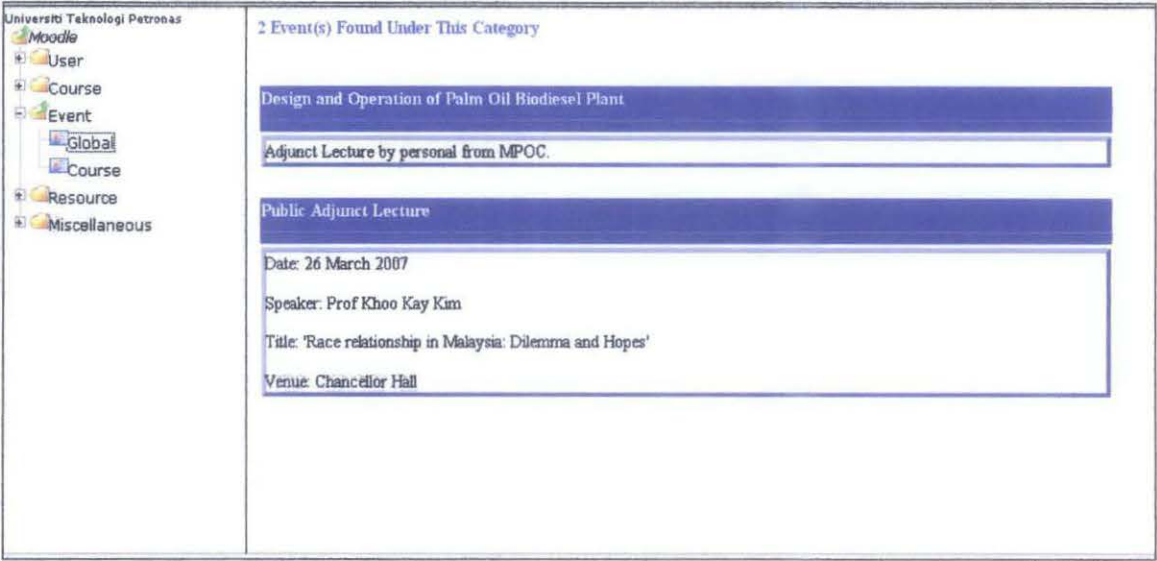 Universiti Teknologi Petronas
Moodle
User
Course
Event
Global
Course
Resource
Miscellaneous
2 Event(s) Found Under This Category
Design and Operation of Palm Oil Biodiesel Plant
Adjunct Lecture by personal from MPOC.
Public Adjunct Lecture
Date: 26 March 2007
Speaker: Prof Khoo Kay Kim
Title: 'Race relationship in Malaysia: Dilemma and Hopes'
Venue: Chancellor Hall